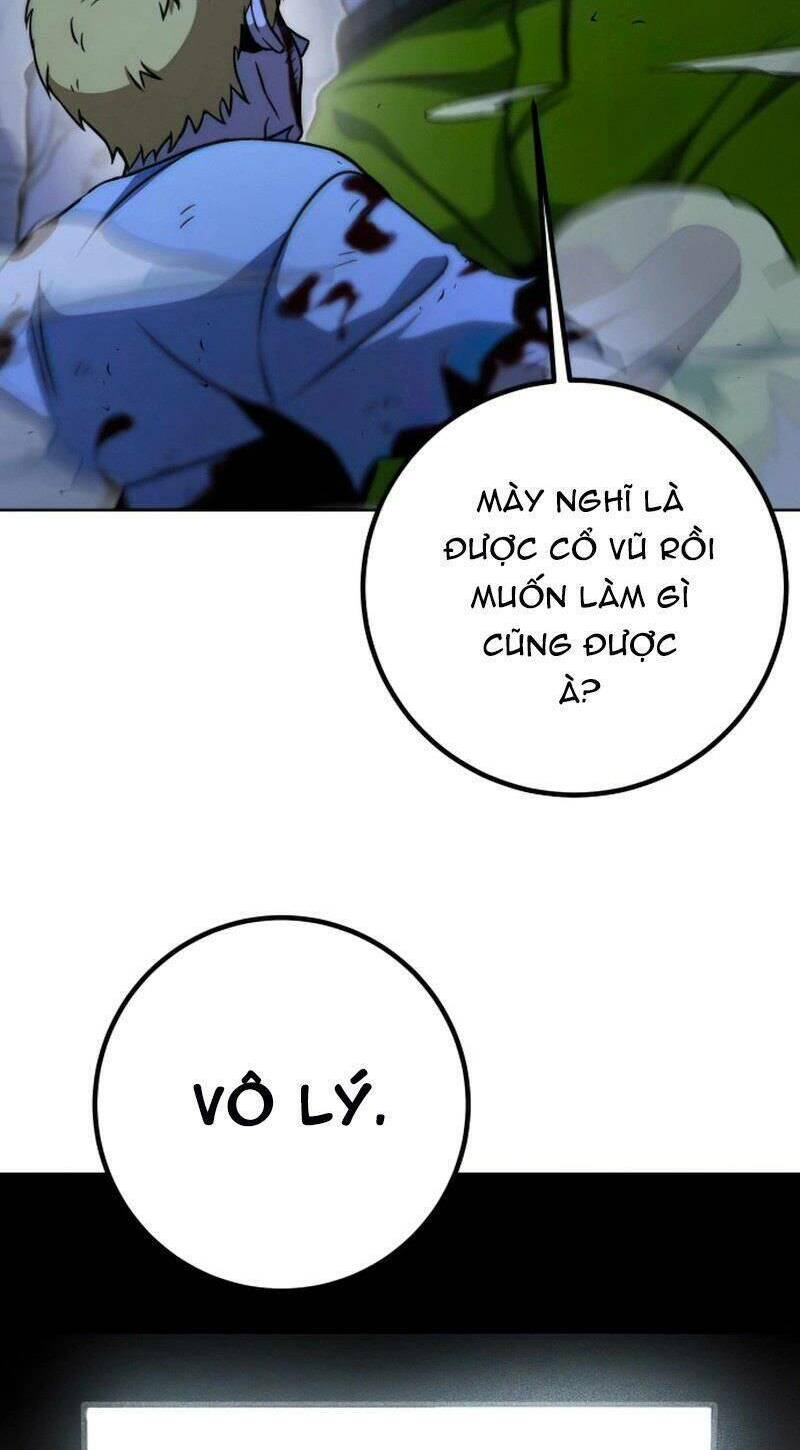 MÀY NGHĨ LÀ
ĐƯỢC CỔ VŨ RỒI
MUỐN LÀM GÌ
CŨNG ĐƯỢC
À?
VÔ LÝ.